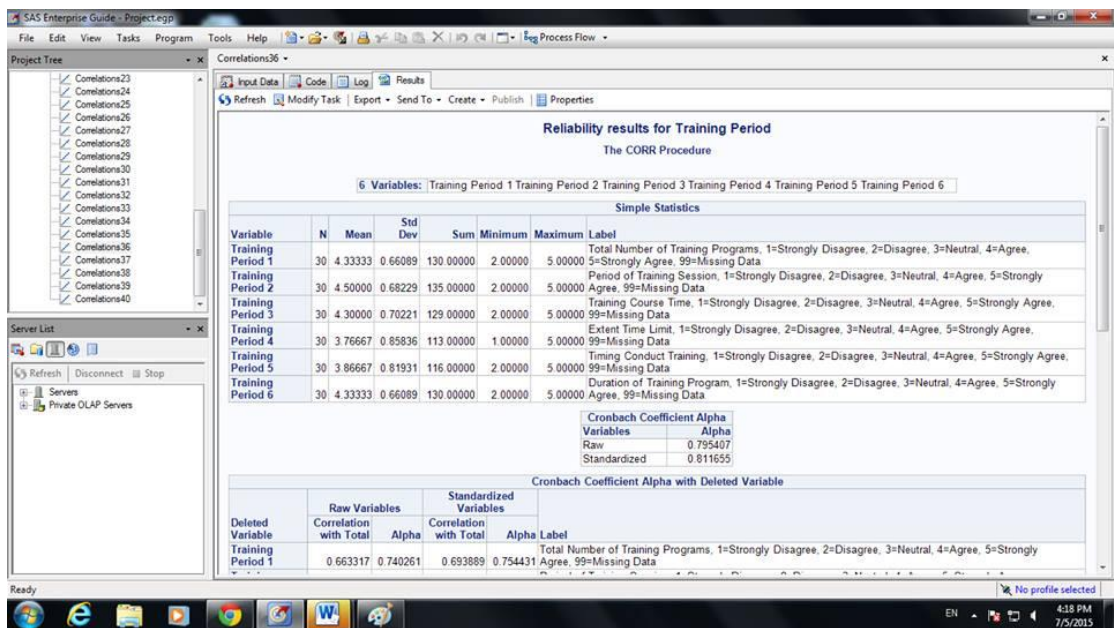 SAS Enterprise Guide - Project.egp
File Edit View Tasks Program Tools Help Process Flow
Project Tree
Correlations36
Correlations23
Correlations24
Correlations25
Correlations26
Correlations27
Correlations28
Correlations29
Correlations30
Correlations31
Correlations32
Correlations33
Correlations34
Correlations35
Correlations36
Correlations37
Correlations38
Correlations39
Correlations40
Server List
Refresh Disconnect Stop
Servers
Private OLAP Servers
Input Data Code Log Results
Refresh Modify Task Export Send To Create Publish Properties
Reliability results for Training Period
The CORR Procedure
6 Variables: Training Period 1 Training Period 2 Training Period 3 Training Period 4 Training Period 5 Training Period 6
Simple Statistics
Variable N Mean Std Dev Sum Minimum Maximum Label
Training Period 1 30 4.33333 0.66089 130.00000 2.00000 5.00000 Total Number of Training Programs, 1=Strongly Disagree, 2=Disagree, 3=Neutral, 4=Agree, 5=Strongly Agree, 99=Missing Data
Training Period 2 30 4.50000 0.68229 135.00000 2.00000 5.00000 Period of Training Session, 1=Strongly Disagree, 2=Disagree, 3=Neutral, 4=Agree, 5=Strongly Agree, 99=Missing Data
Training Period 3 30 4.30000 0.70221 129.00000 2.00000 5.00000 Training Course Time, 1=Strongly Disagree, 2=Disagree, 3=Neutral, 4=Agree, 5=Strongly Agree, 99=Missing Data
Training Period 4 30 3.76667 0.85836 113.00000 1.00000 5.00000 Extent Time Limit, 1=Strongly Disagree, 2=Disagree, 3=Neutral, 4=Agree, 5=Strongly Agree, 99=Missing Data
Training Period 5 30 3.86667 0.81931 116.00000 2.00000 5.00000 Timing Conduct Training, 1=Strongly Disagree, 2=Disagree, 3=Neutral, 4=Agree, 5=Strongly Agree, 99=Missing Data
Training Period 6 30 4.33333 0.66089 130.00000 2.00000 5.00000 Duration of Training Program, 1=Strongly Disagree, 2=Disagree, 3=Neutral, 4=Agree, 5=Strongly Agree, 99=Missing Data
Cronbach Coefficient Alpha
Variables Alpha
Raw 0.795407
Standardized 0.811655
Cronbach Coefficient Alpha with Deleted Variable
Raw Variables Standardized Variables
Deleted Variable Correlation with Total Alpha Correlation with Total Alpha Label
Training Period 1 0.663317 0.740261 0.693889 0.754431 Total Number of Training Programs, 1=Strongly Disagree, 2=Disagree, 3=Neutral, 4=Agree, 5=Strongly Agree, 99=Missing Data
Ready
No profile selected
EN
4:18 PM
7/5/2015